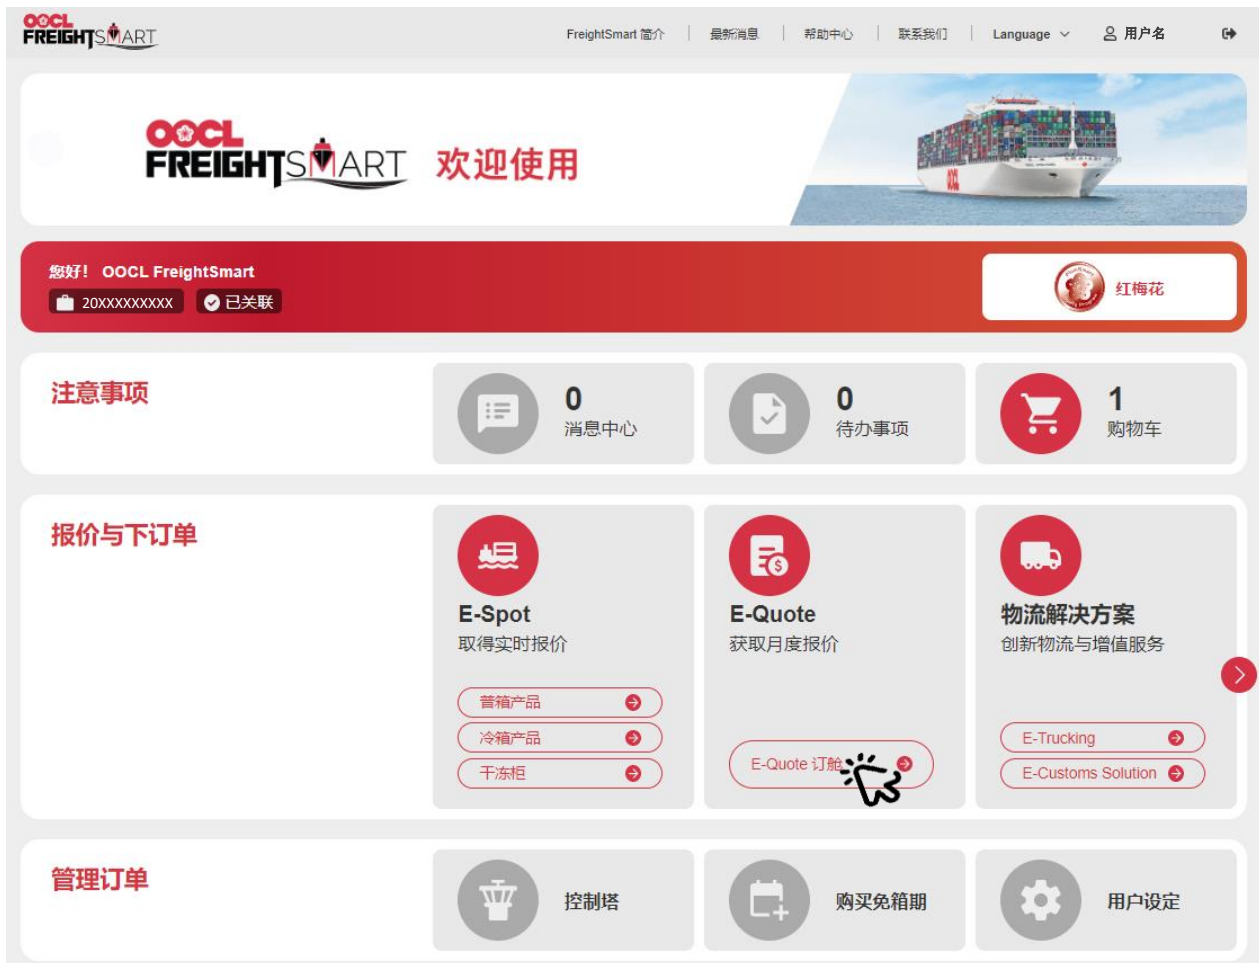 OOCL
FREIGHTSMART
FreightSmart 简介
最新消息
帮助中心
联系我们
Language
用户名
OOCL
FREIGHTSMART 欢迎使用
您好! OOCL FreightSmart
20XXXXXXXXX
已关联
红梅花
注意事项
0
消息中心
0
待办事项
1
购物车
报价与下订单
E-Spot
取得实时报价
普箱产品
冷箱产品
干冻柜
E-Quote
获取月度报价
E-Quote 订舱
物流解决方案
创新物流与增值服务
E-Trucking
E-Customs Solution
管理订单
控制塔
购买免箱期
用户设定